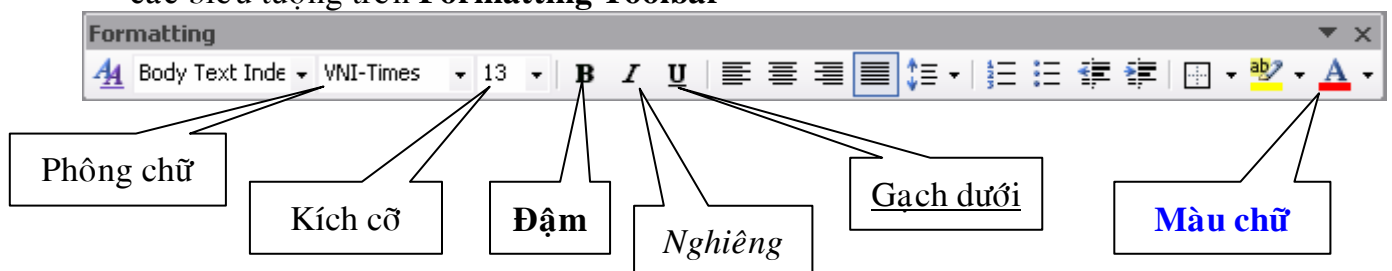 các biểu tượng trên Formatting Toolbar
Formatting
Body Text Inde VNI-Times 13 B I U
Phông chữ
Kích cỡ
Đậm
Nghiêng
Gạch dưới
Màu chữ